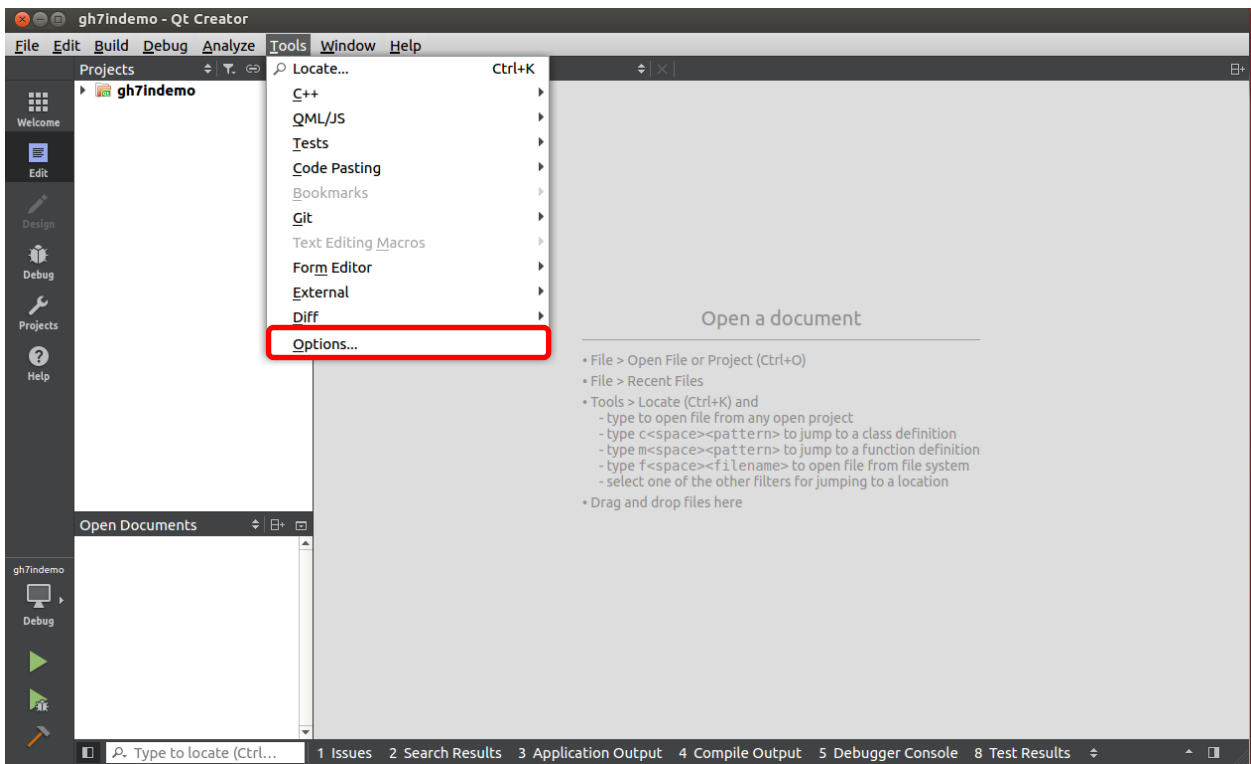 gh7indemo - Qt Creator
File Edit Build Debug Analyze Tools Window Help
Projects
gh7indemo
Locate... Ctrl+K
C++
QML/JS
Tests
Code Pasting
Bookmarks
Git
Text Editing Macros
Form Editor
External
Diff
Options...
Welcome
Edit
Design
Debug
Projects
Help
Open a document
• File > Open File or Project (Ctrl+O)
• File > Recent Files
• Tools > Locate (Ctrl+K) and
- type to open file from any open project
- type c<space><pattern> to jump to a class definition
- type m<space><pattern> to jump to a function definition
- type f<space><filename> to open file from file system
- select one of the other filters for jumping to a location
• Drag and drop files here
Open Documents
gh7indemo
Debug
Type to locate (Ctrl...
1 Issues 2 Search Results 3 Application Output 4 Compile Output 5 Debugger Console 8 Test Results